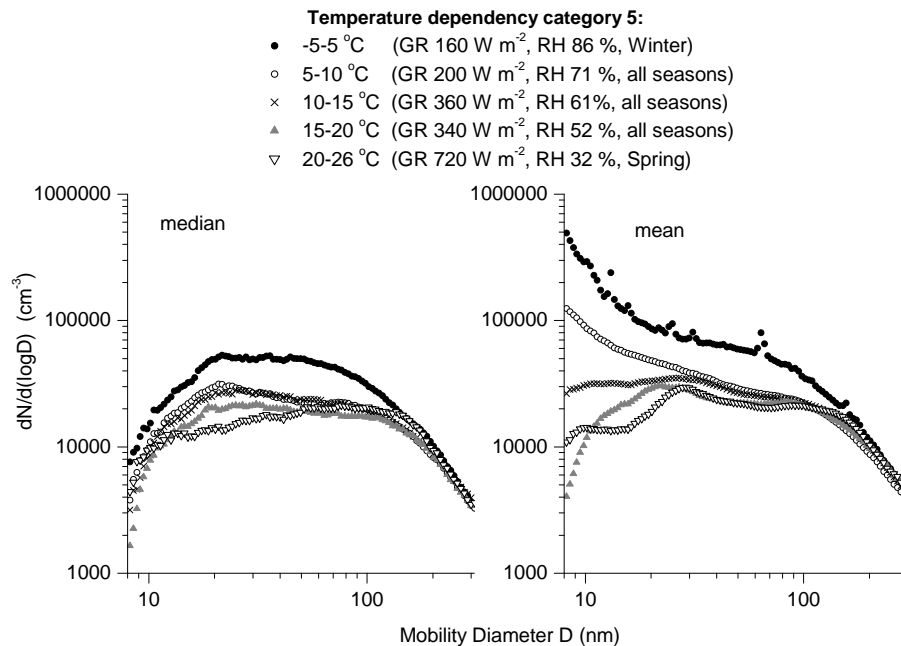 Temperature dependency category 5:
-5-5 °C (GR 160 W m⁻², RH 86 %, Winter)
5-10 °C (GR 200 W m⁻², RH 71 %, all seasons)
10-15 °C (GR 360 W m⁻², RH 61%, all seasons)
15-20 °C (GR 340 W m⁻², RH 52 %, all seasons)
20-26 °C (GR 720 W m⁻², RH 32 %, Spring)
dN/d(logD) (cm⁻³)
1000000
100000
10000
1000
median
10
100
1000000
100000
10000
1000
mean
10
100
Mobility Diameter D (nm)